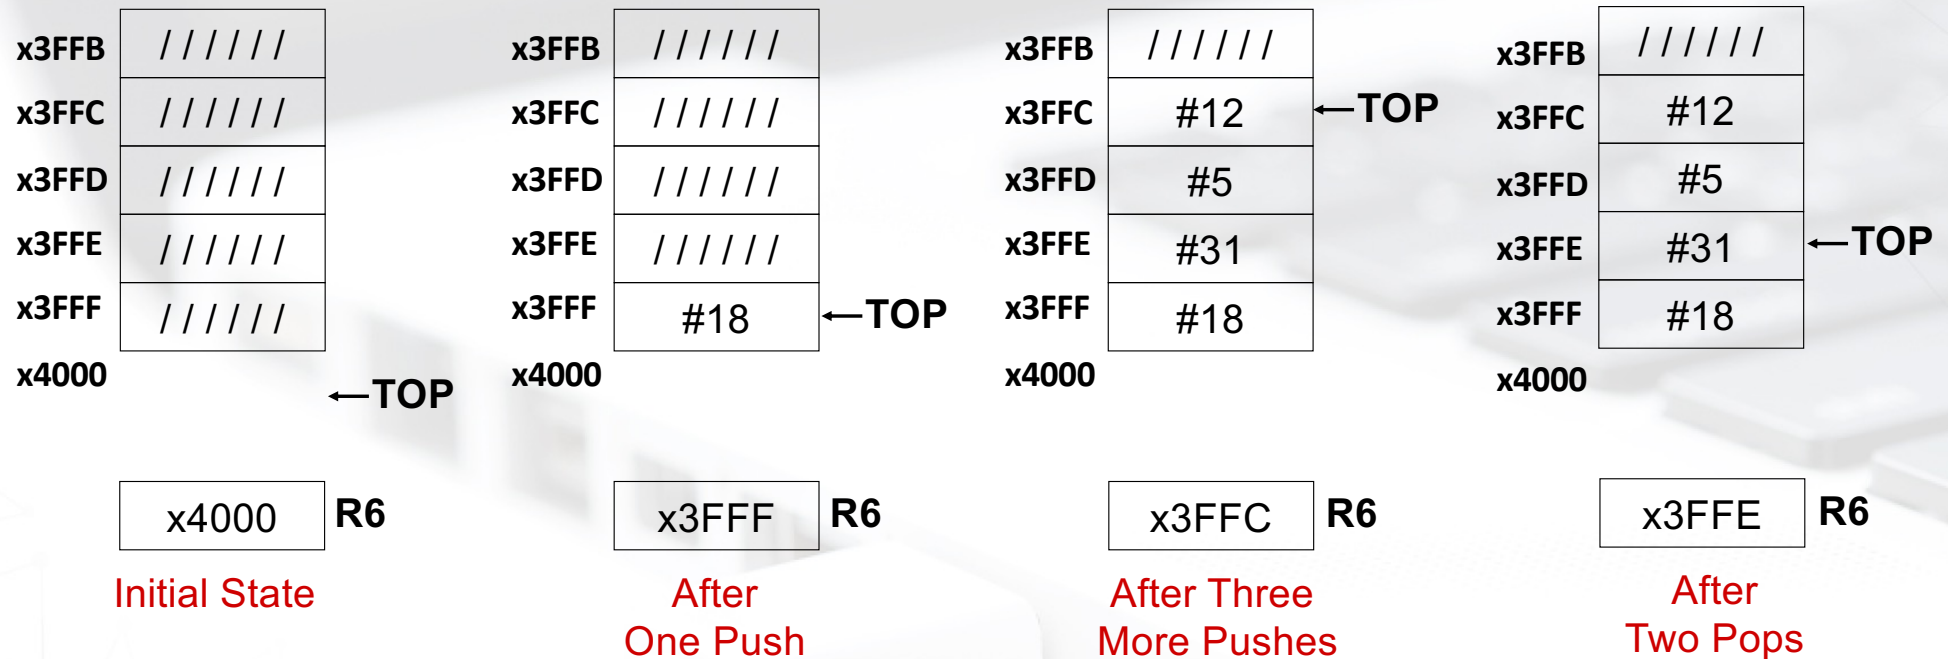 x3FFB //////
x3FFC //////
x3FFD //////
x3FFE //////
x3FFF //////
x4000
←TOP
x4000 R6
Initial State
x3FFB //////
x3FFC //////
x3FFD //////
x3FFE //////
x3FFF #18 ←TOP
x4000
x3FFF R6
After
One Push
x3FFB //////
x3FFC #12 ←TOP
x3FFD #5
x3FFE #31
x3FFF #18
x4000
x3FFC R6
After Three
More Pushes
x3FFB //////
x3FFC #12
x3FFD #5
x3FFE #31 ←TOP
x3FFF #18
x4000
x3FFE R6
After
Two Pops